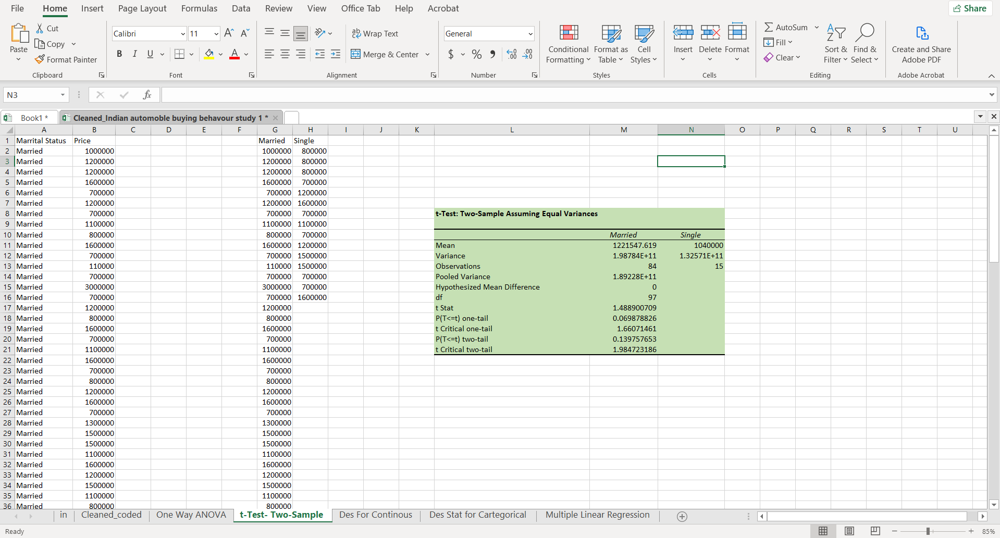 File Home Insert Page Layout Formulas Data Review View Office Tab Help Acrobat Share
Paste
Cut
Copy
Format Painter
Clipboard
Calibri 11 A A
B I U A
Font
Wrap Text
Merge & Center
Alignment
General
$ % 9 .00 .00
Number
Conditional Formatting
Format as Table
Cell Styles
Styles
Insert Delete Format
Cells
AutoSum
Fill
Clear
Sort & Filter
Find & Select
Editing
Create and Share Adobe PDF
Adobe Acrobat
N3 fx
Book1 * Cleaned_Indian automoble buying behavour study 1 *
A B C D E F G H I J K L M N O P Q R S T U
1 Marrital Status Price Married Single
2 Married 1000000 1000000 800000
3 Married 1200000 1200000 800000
4 Married 1200000 1200000 800000
5 Married 1600000 1600000 700000
6 Married 700000 700000 1200000
7 Married 1200000 1200000 1600000
8 Married 700000 700000 700000 t-Test: Two-Sample Assuming Equal Variances
9 Married 1100000 1100000 1100000
10 Married 800000 800000 700000 Married Single
11 Married 1600000 1600000 1200000 Mean 1221547.619 1040000
12 Married 700000 700000 1500000 Variance 1.98784E+11 1.32571E+11
13 Married 110000 110000 1500000 Observations 84 15
14 Married 700000 700000 700000 Pooled Variance 1.89228E+11
15 Married 3000000 3000000 700000 Hypothesized Mean Difference 0
16 Married 700000 700000 1600000 df 97
17 Married 1200000 1200000 t Stat 1.488900709
18 Married 800000 800000 P(T<=t) one-tail 0.069878826
19 Married 1600000 1600000 t Critical one-tail 1.66071461
20 Married 700000 700000 P(T<=t) two-tail 0.139757653
21 Married 1100000 1100000 t Critical two-tail 1.984723186
22 Married 1600000 1600000
23 Married 700000 700000
24 Married 800000 800000
25 Married 1200000 1200000
26 Married 1600000 1600000
27 Married 700000 700000
28 Married 1300000 1300000
29 Married 1500000 1500000
30 Married 1500000 1500000
31 Married 1100000 1100000
32 Married 1600000 1600000
33 Married 1200000 1200000
34 Married 1500000 1500000
35 Married 1100000 1100000
36 Married 800000 800000
in Cleaned_coded One Way ANOVA t-Test- Two-Sample Des For Continous Des Stat for Cartegorical Multiple Linear Regression
Ready 85%